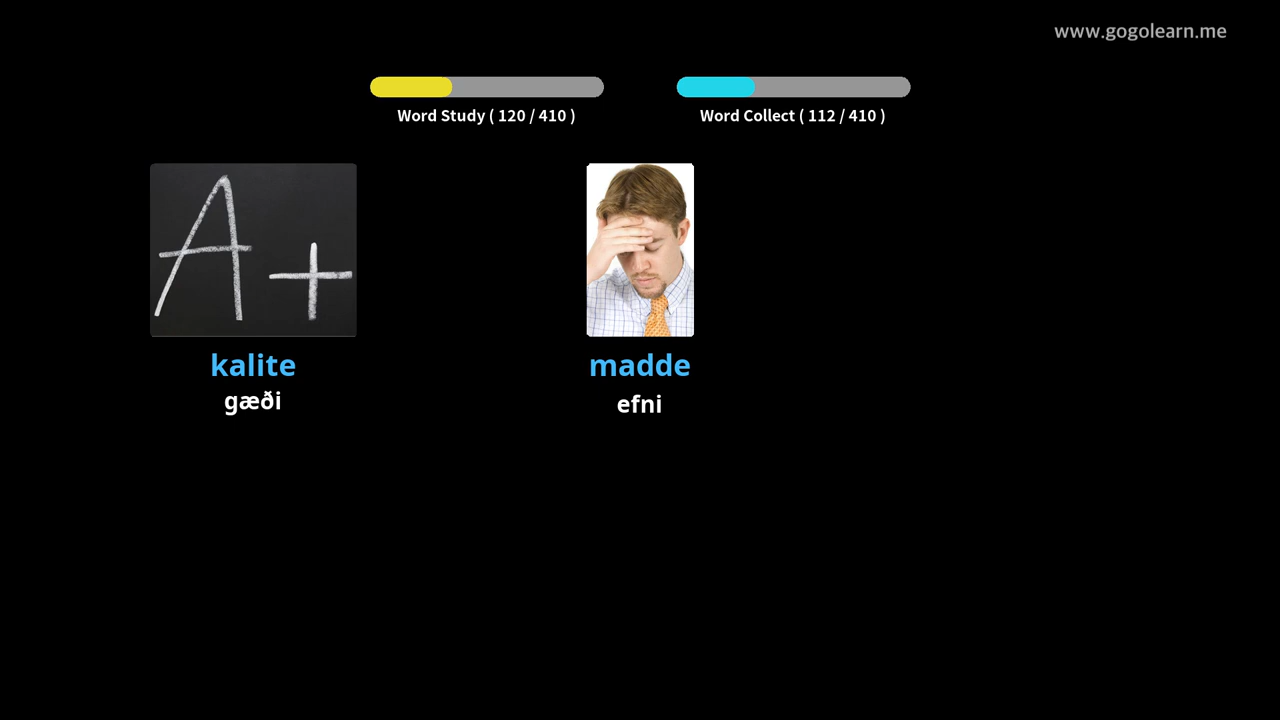 www.gogolearn.me
Word Study ( 120 / 410 )
Word Collect ( 112 / 410 )
A+
kalite
gæði
madde
efni